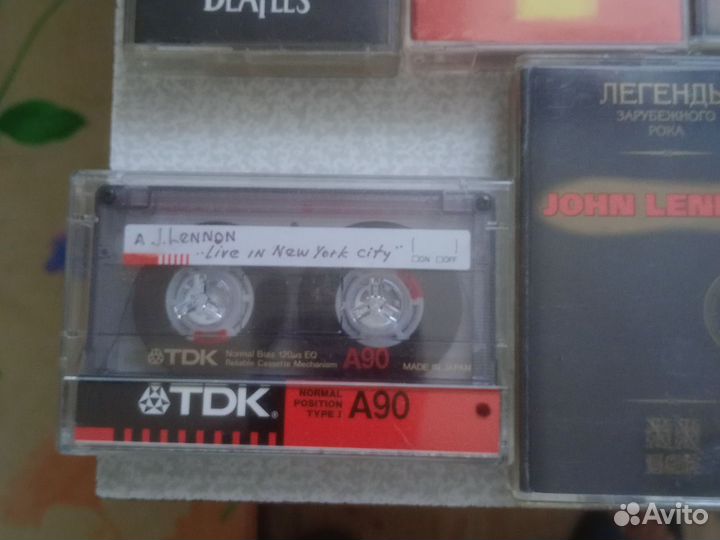 BEATLES
ЛЕГЕНДЫ
ЗАРУБЕЖНОГО
РОКА
JOHN LENN
A J. LENNON
"Live in New York City"
ON OFF
TDK Normal Bias 120µs EQ
Reliable Cassette Mechanism A90 MADE IN JAPAN
TDK NORMAL POSITION TYPE I A90
Avito